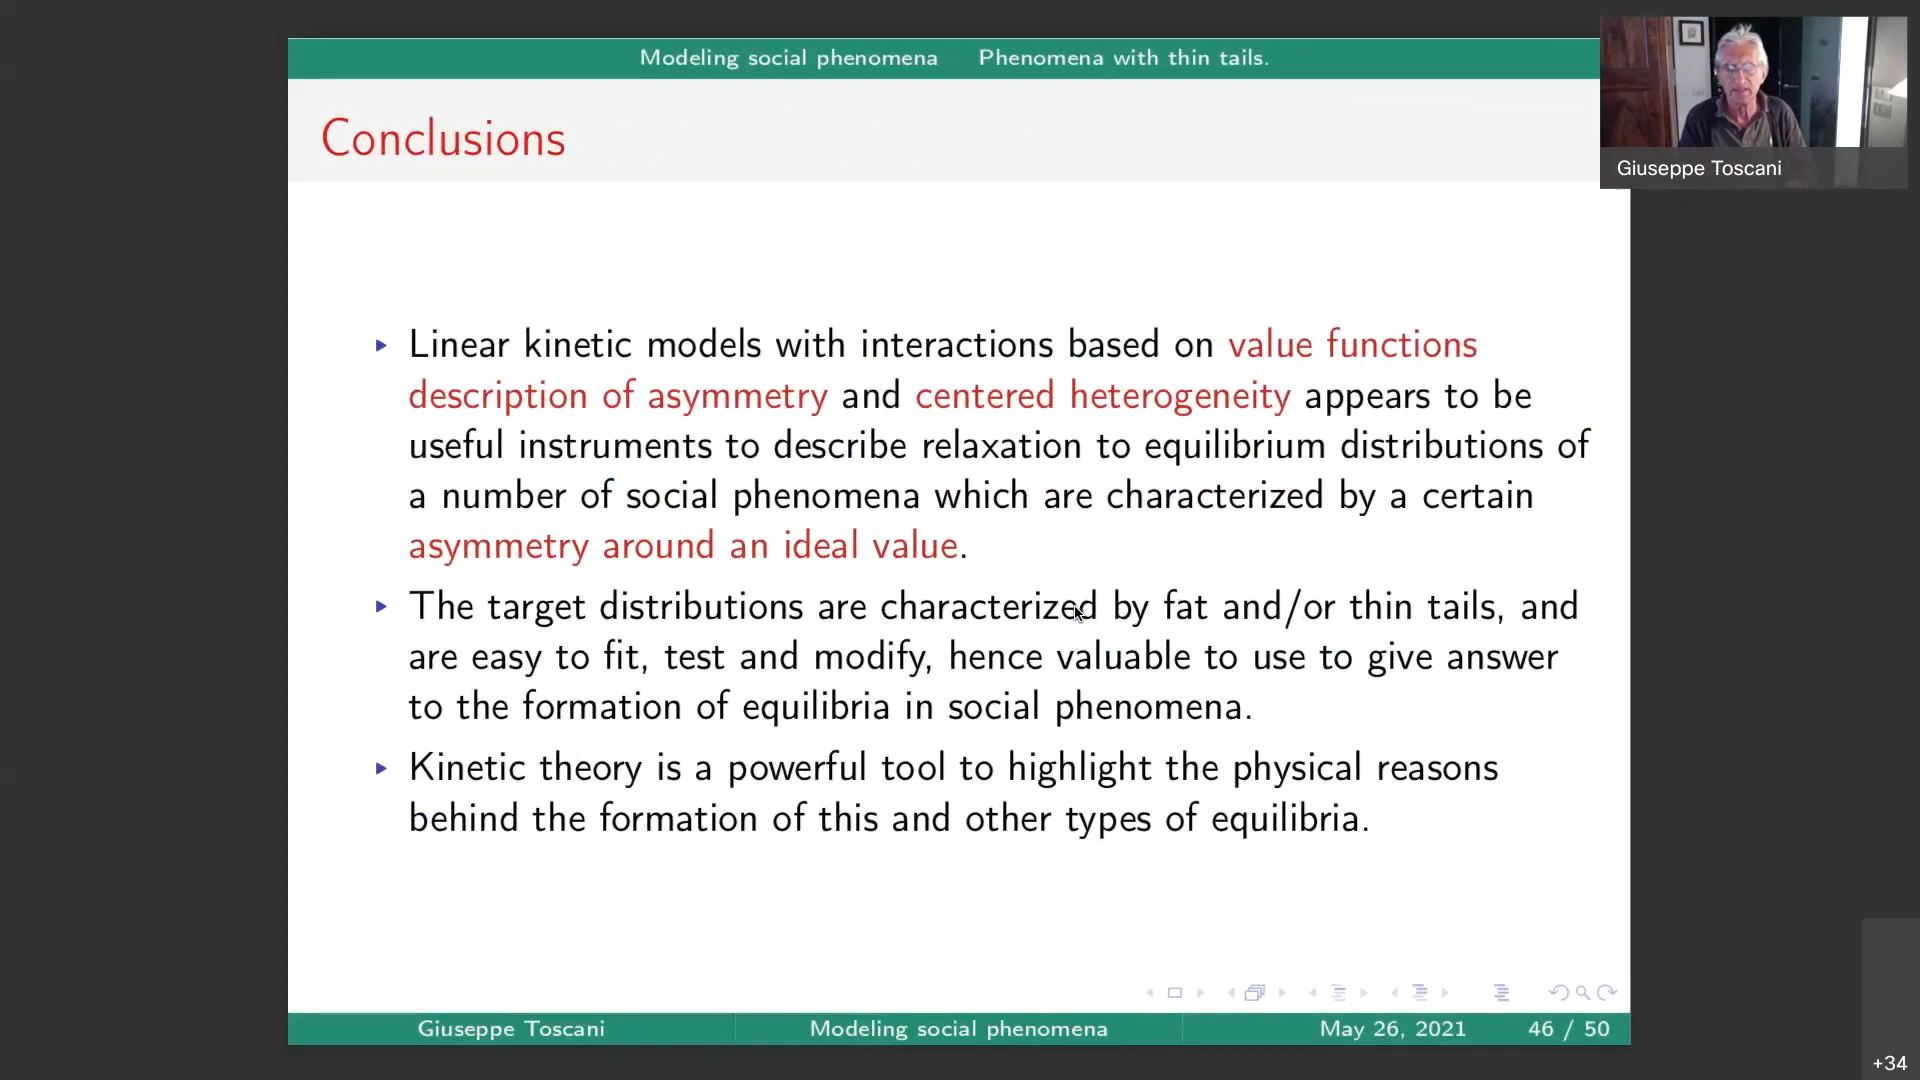 Modeling social phenomena Phenomena with thin tails.
Conclusions
Giuseppe Toscani
Linear kinetic models with interactions based on value functions
description of asymmetry and centered heterogeneity appears to be
useful instruments to describe relaxation to equilibrium distributions of
a number of social phenomena which are characterized by a certain
asymmetry around an ideal value.
The target distributions are characterized by fat and/or thin tails, and
are easy to fit, test and modify, hence valuable to use to give answer
to the formation of equilibria in social phenomena.
Kinetic theory is a powerful tool to highlight the physical reasons
behind the formation of this and other types of equilibria.
Giuseppe Toscani Modeling social phenomena May 26, 2021 46 / 50
+34